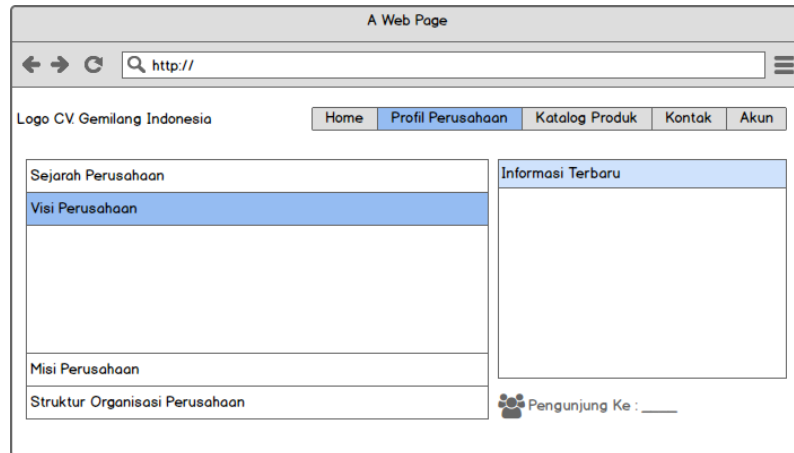 A Web Page
http://
Logo CV. Gemilang Indonesia
Home Profil Perusahaan Katalog Produk Kontak Akun
Sejarah Perusahaan
Visi Perusahaan
Misi Perusahaan
Struktur Organisasi Perusahaan
Informasi Terbaru
Pengunjung Ke : ____